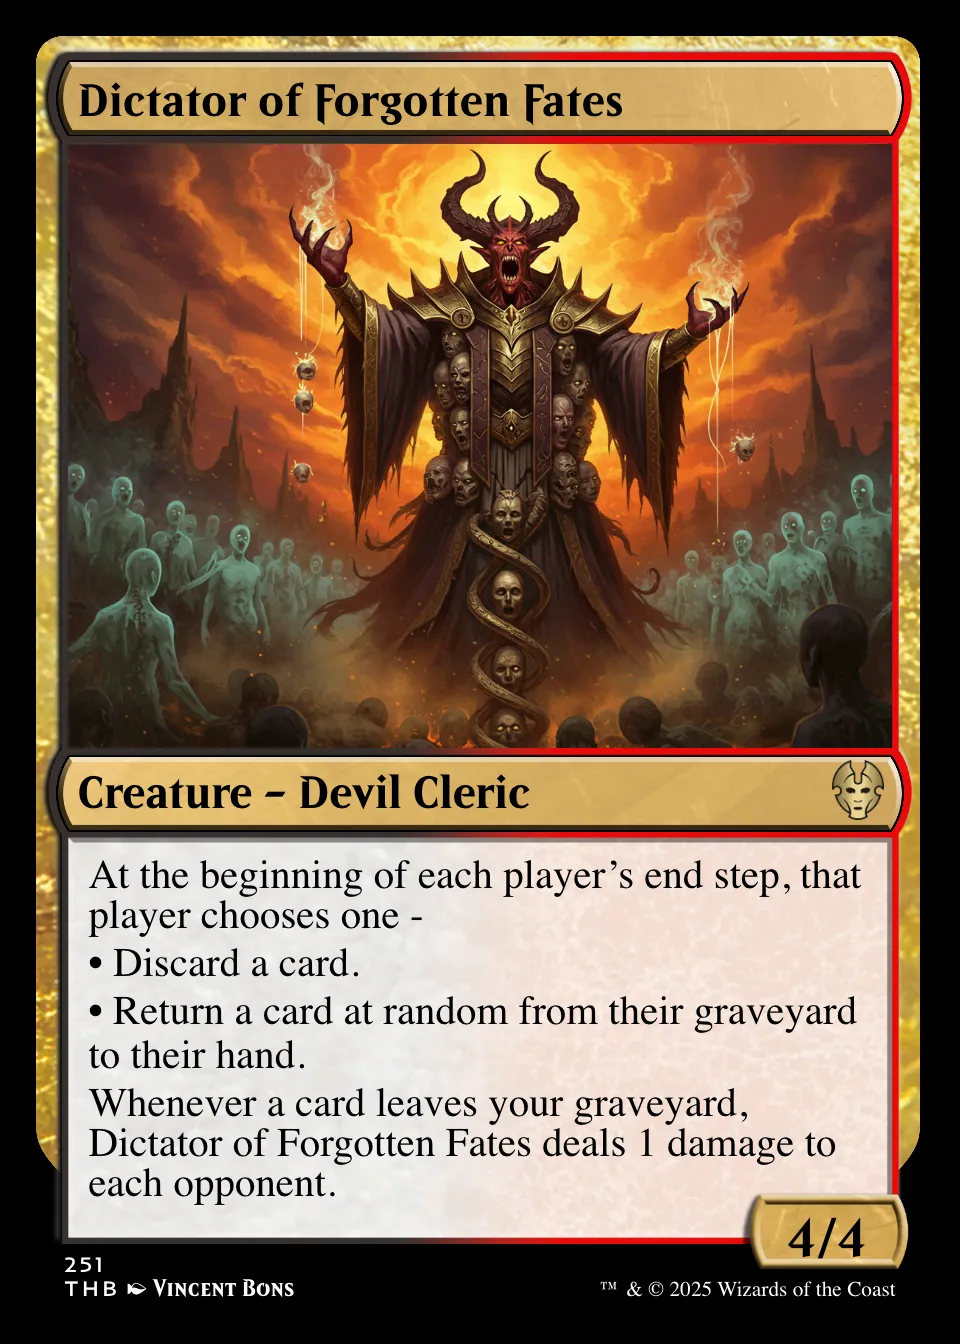 Dictator of Forgotten Fates
Creature – Devil Cleric
At the beginning of each player's end step, that
player chooses one -
• Discard a card.
• Return a card at random from their graveyard
to their hand.
Whenever a card leaves your graveyard,
Dictator of Forgotten Fates deals 1 damage to
each opponent.
4/4
251
THB VINCENT BONS
™ & © 2025 Wizards of the Coast